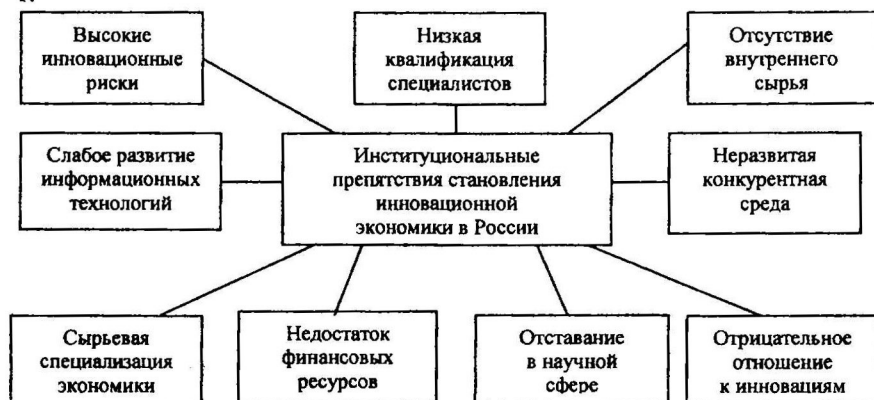 Высокие
инновационные
риски
Низкая
квалификация
специалистов
Отсутствие
внутреннего
сырья
Слабое развитие
информационных
технологий
Институциональные
препятствия становления
инновационной
экономики в России
Неразвитая
конкурентная
среда
Сырьевая
специализация
экономики
Недостаток
финансовых
ресурсов
Отставание
в научной
сфере
Отрицательное
отношение
к инновациям